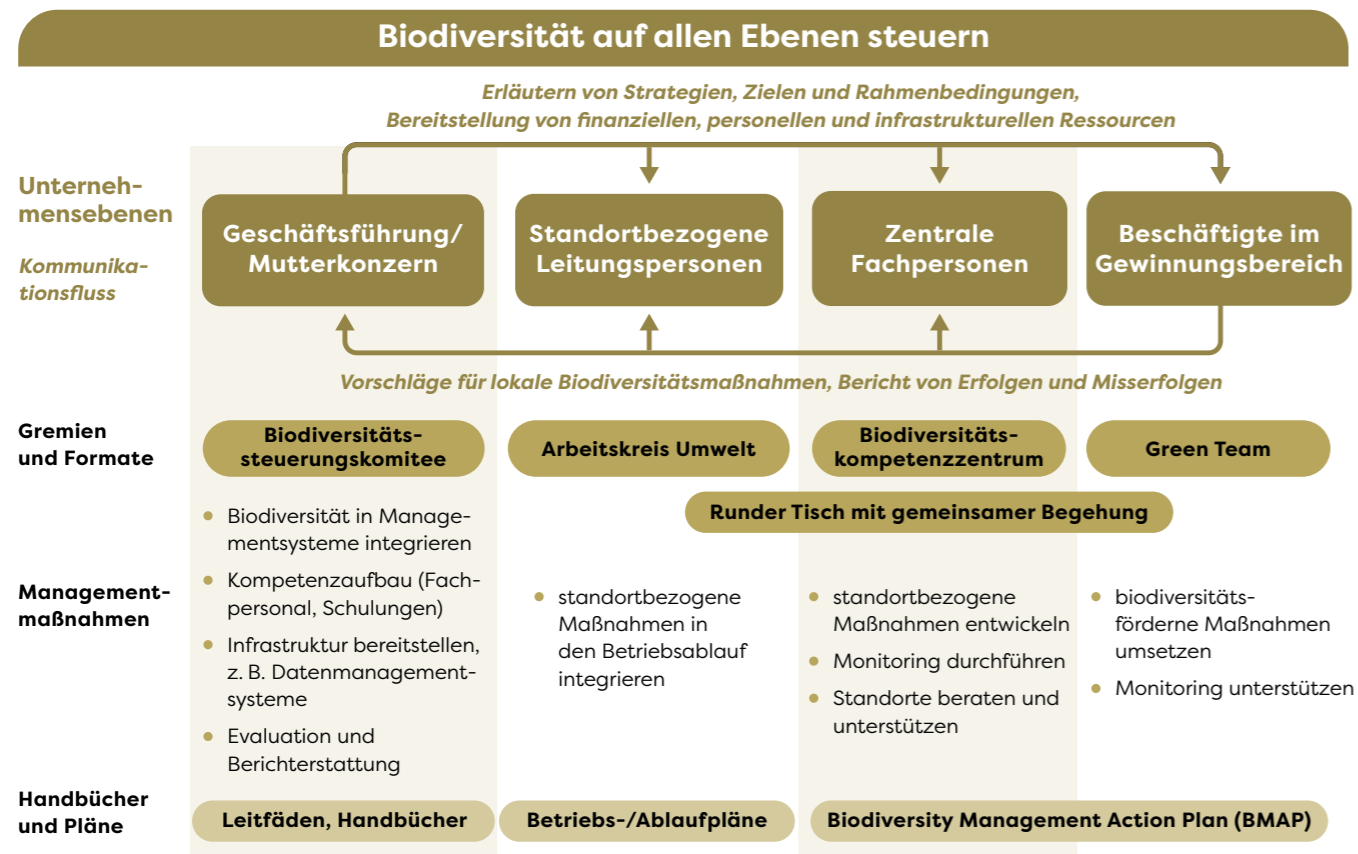 Biodiversität auf allen Ebenen steuern
Erläutern von Strategien, Zielen und Rahmenbedingungen,
Bereitstellung von finanziellen, personellen und infrastrukturellen Ressourcen
Unterneh-
mensebenen
Kommunika-
tionsfluss
Geschäftsführung/
Mutterkonzern
Standortbezogene
Leitungspersonen
Zentrale
Fachpersonen
Beschäftigte im
Gewinnungsbereich
Vorschläge für lokale Biodiversitätsmaßnahmen, Bericht von Erfolgen und Misserfolgen
Gremien
und Formate
Biodiversitäts-
steuerungskomitee
Arbeitskreis Umwelt
Biodiversitäts-
kompetenzzentrum
Green Team
Runder Tisch mit gemeinsamer Begehung
Management-
maßnahmen
• Biodiversität in Manage-
mentsysteme integrieren
• Kompetenzaufbau (Fach-
personal, Schulungen)
• Infrastruktur bereitstellen,
z. B. Datenmanagement-
systeme
• Evaluation und
Berichterstattung
• standortbezogene
Maßnahmen in
den Betriebsablauf
integrieren
• standortbezogene
Maßnahmen entwickeln
• Monitoring durchführen
• Standorte beraten und
unterstützen
• biodiversitäts-
förderne Maßnahmen
umsetzen
• Monitoring unterstützen
Handbücher
und Pläne
Leitfäden, Handbücher
Betriebs-/Ablaufpläne
Biodiversity Management Action Plan (BMAP)